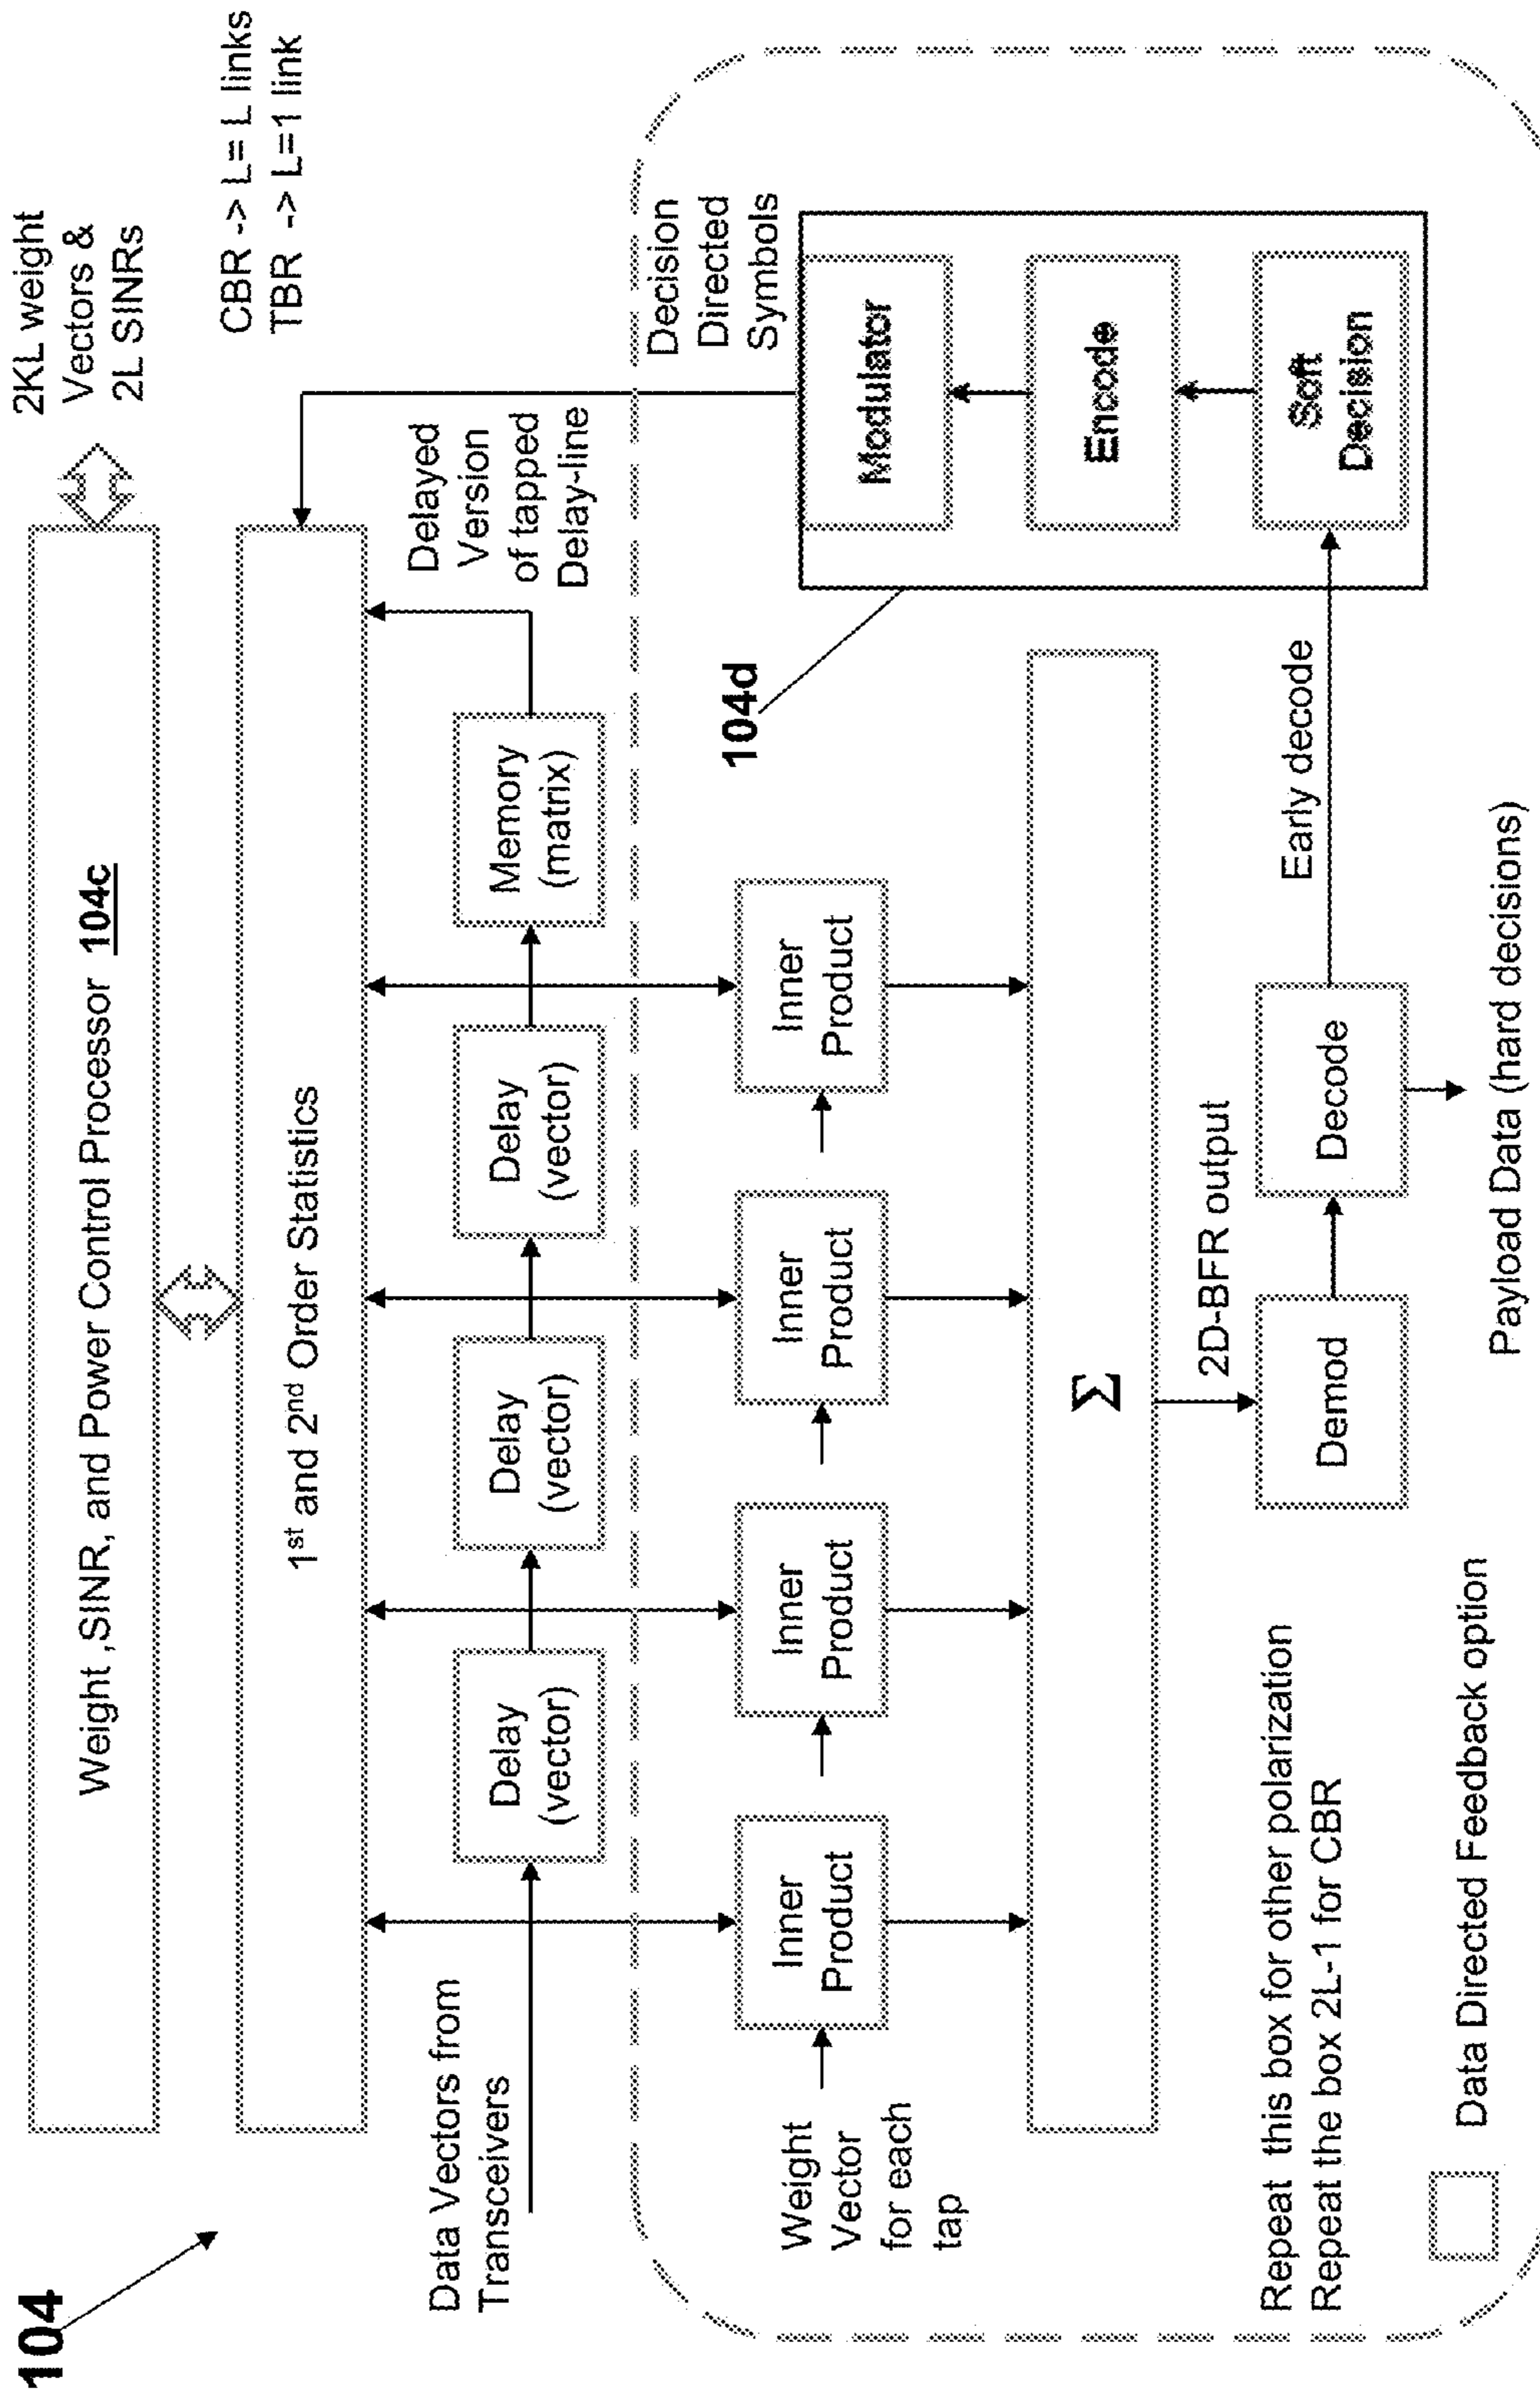 104
2KL weight
Vectors &
2L SINRs
Weight ,SINR, and Power Control Processor 104c
CBR -> L= L links
TBR -> L=1 link
1st and 2nd Order Statistics
Data Vectors from
Transceivers
Delay
(vector)
Delay
(vector)
Delay
(vector)
Memory
(matrix)
Delayed
Version
of tapped
Delay-line
Weight
Vector
for each
tap
Inner
Product
Inner
Product
Inner
Product
Inner
Product
104d
Decision
Directed
Symbols
Modulator
Encode
Soft
Decision
Σ
2D-BFR output
Early decode
Demod
Decode
Payload Data (hard decisions)
Repeat this box for other polarization
Repeat the box 2L-1 for CBR
Data Directed Feedback option